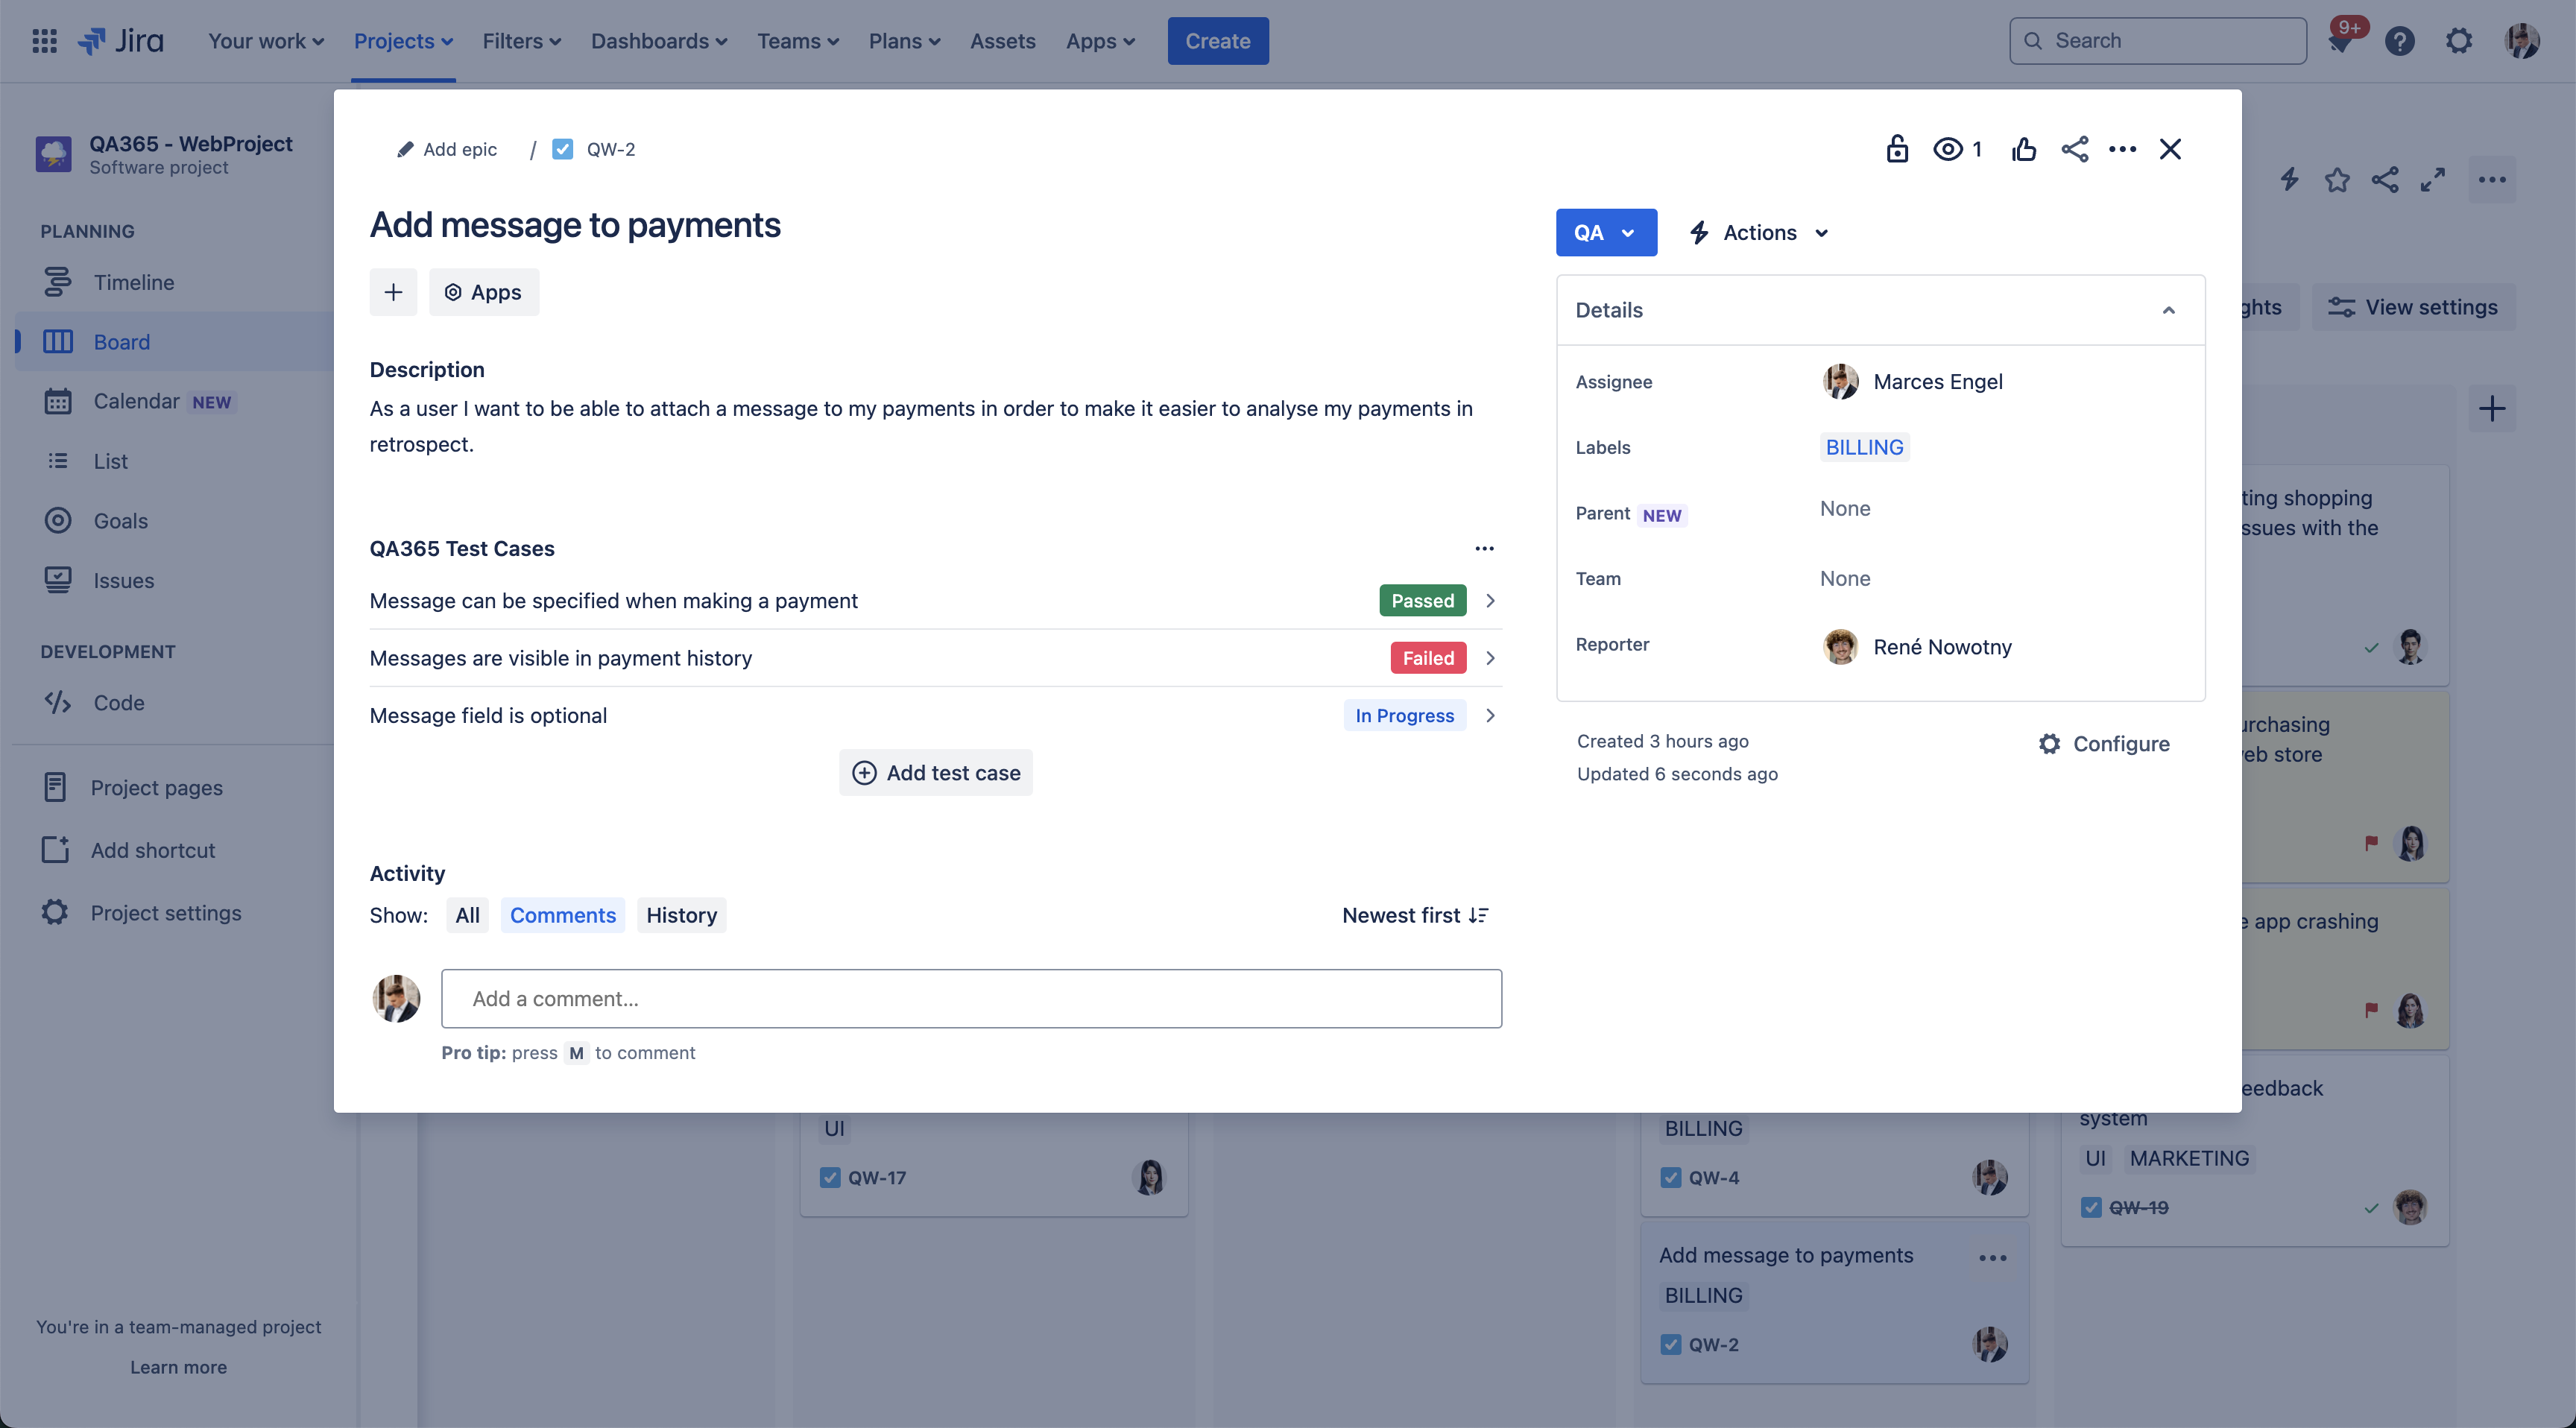 Jira
Your work
Projects
Filters
Dashboards
Teams
Plans
Assets
Apps
Create
Search
9+
QA365 - WebProject
Software project
PLANNING
Timeline
Board
Calendar NEW
List
Goals
Issues
DEVELOPMENT
Code
Project pages
Add shortcut
Project settings
You're in a team-managed project
Learn more
Add epic / QW-2
1
Add message to payments
Apps
Description
As a user I want to be able to attach a message to my payments in order to make it easier to analyse my payments in
retrospect.
QA365 Test Cases
Message can be specified when making a payment Passed
Messages are visible in payment history Failed
Message field is optional In Progress
Add test case
Activity
Show: All Comments History
Newest first
Add a comment...
Pro tip: press M to comment
QA
Actions
Details
Assignee Marces Engel
Labels BILLING
Parent NEW None
Team None
Reporter René Nowotny
Created 3 hours ago
Updated 6 seconds ago
Configure
View settings
shopping
with the
store
app crashing
system
UI MARKETING
QW-19
UI
QW-17
BILLING
QW-4
Add message to payments
BILLING
QW-2